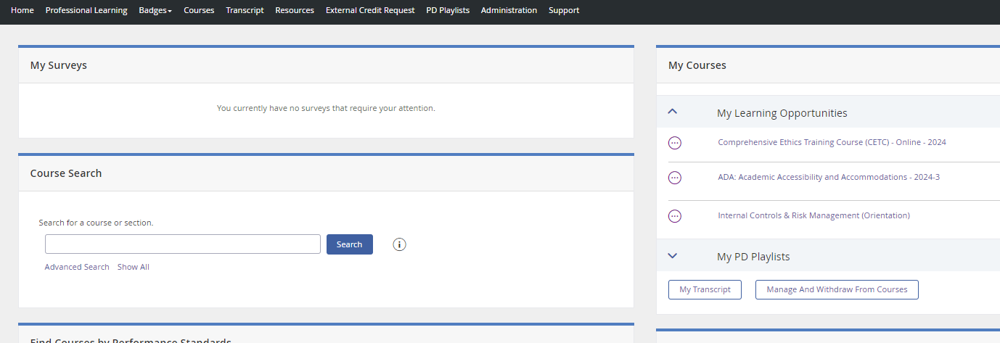 Home Professional Learning Badges Courses Transcript Resources External Credit Request PD Playlists Administration Support
My Surveys
You currently have no surveys that require your attention.
Course Search
Search for a course or section.
Search
Advanced Search Show All
Find Courses by Performance Standards
My Courses
My Learning Opportunities
Comprehensive Ethics Training Course (CETC) - Online - 2024
ADA: Academic Accessibility and Accommodations - 2024-3
Internal Controls & Risk Management (Orientation)
My PD Playlists
My Transcript Manage And Withdraw From Courses